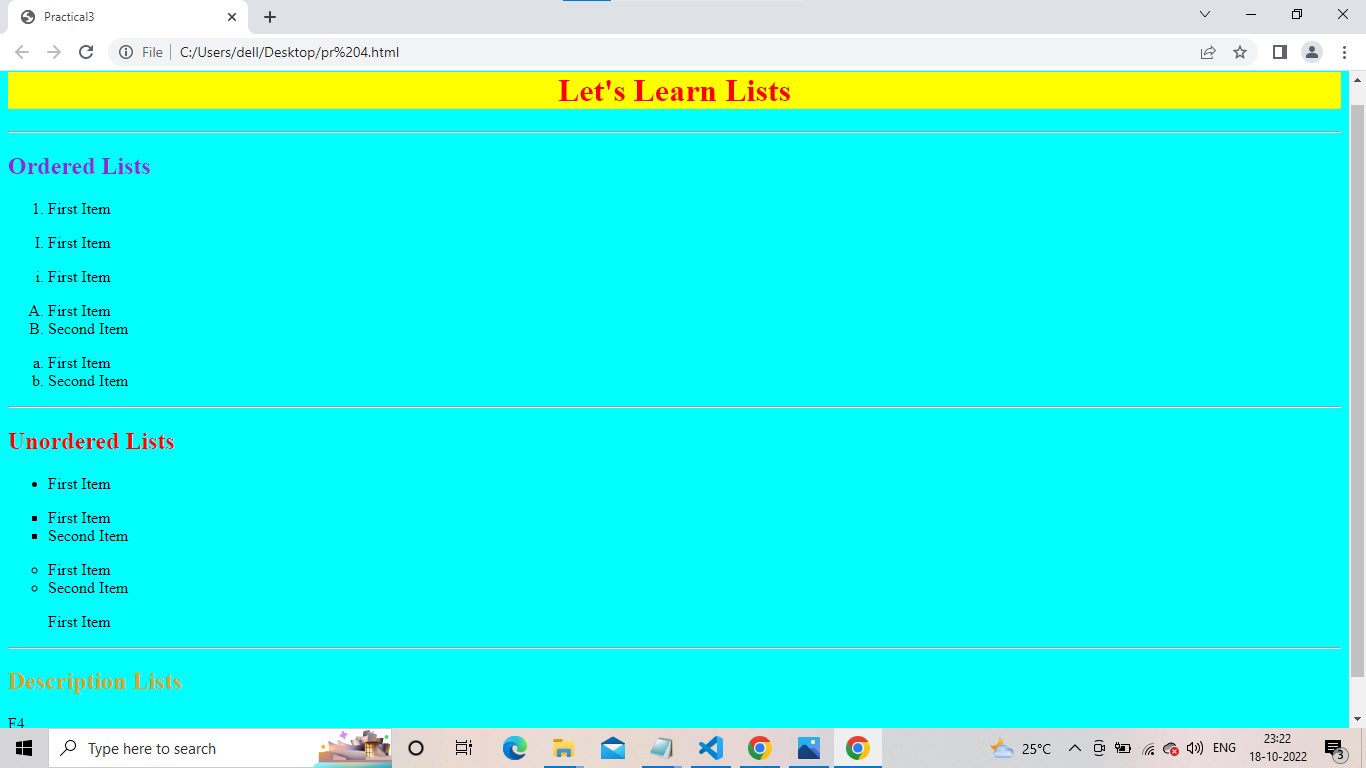 Practical3
File C:/Users/dell/Desktop/pr%204.html
Let's Learn Lists
Ordered Lists
1. First Item
I. First Item
i. First Item
A. First Item
B. Second Item
a. First Item
b. Second Item
Unordered Lists
• First Item
▪ First Item
▪ Second Item
○ First Item
○ Second Item
First Item
Description Lists
F4
Type here to search
25°C
ENG
23:22
18-10-2022
3